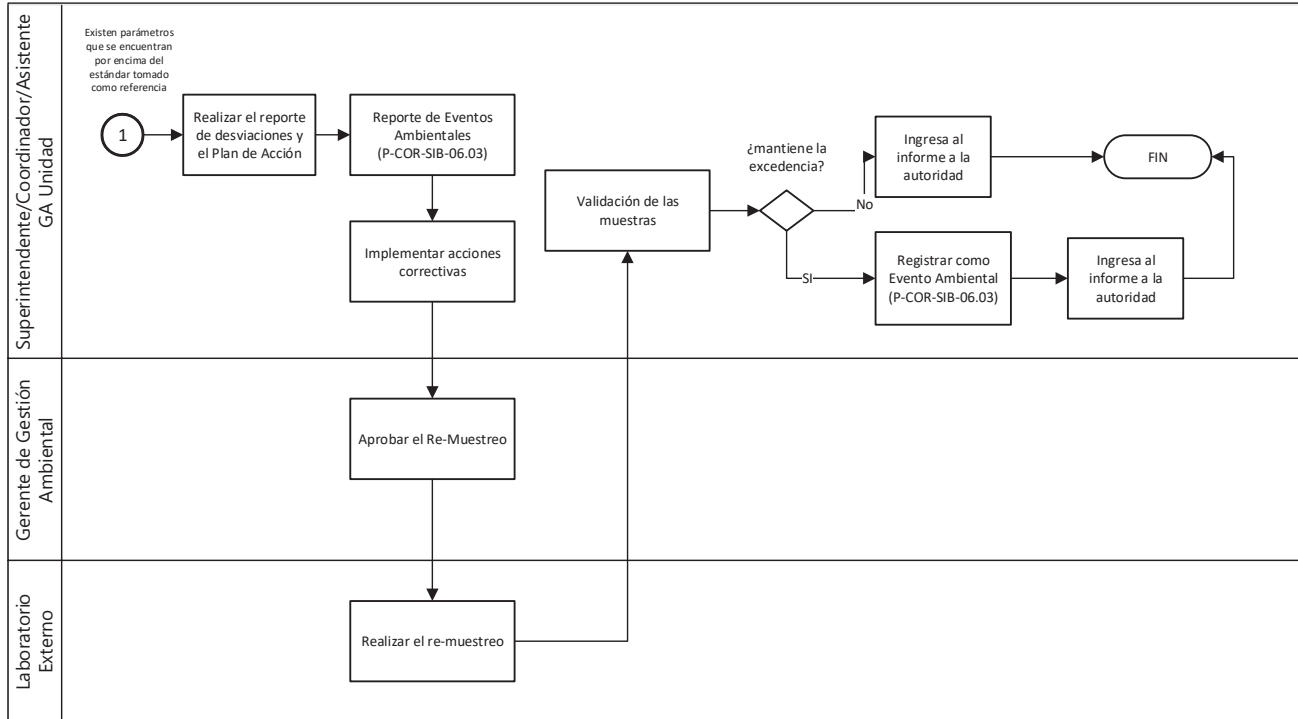 Superintendente/Coordinador/Asistente
GA Unidad
Existen parámetros
que se encuentran
por encima del
estándar tomado
como referencia
1
Realizar el reporte
de desviaciones y
el Plan de Acción
Reporte de Eventos
Ambientales
(P-COR-SIB-06.03)
Implementar acciones
correctivas
Validación de las
muestras
¿mantiene la
excedencia?
No
SI
Ingresa al
informe a la
autoridad
FIN
Registrar como
Evento Ambiental
(P-COR-SIB-06.03)
Ingresa al
informe a la
autoridad
Gerente de Gestión
Ambiental
Aprobar el Re-Muestreo
Laboratorio
Externo
Realizar el re-muestreo